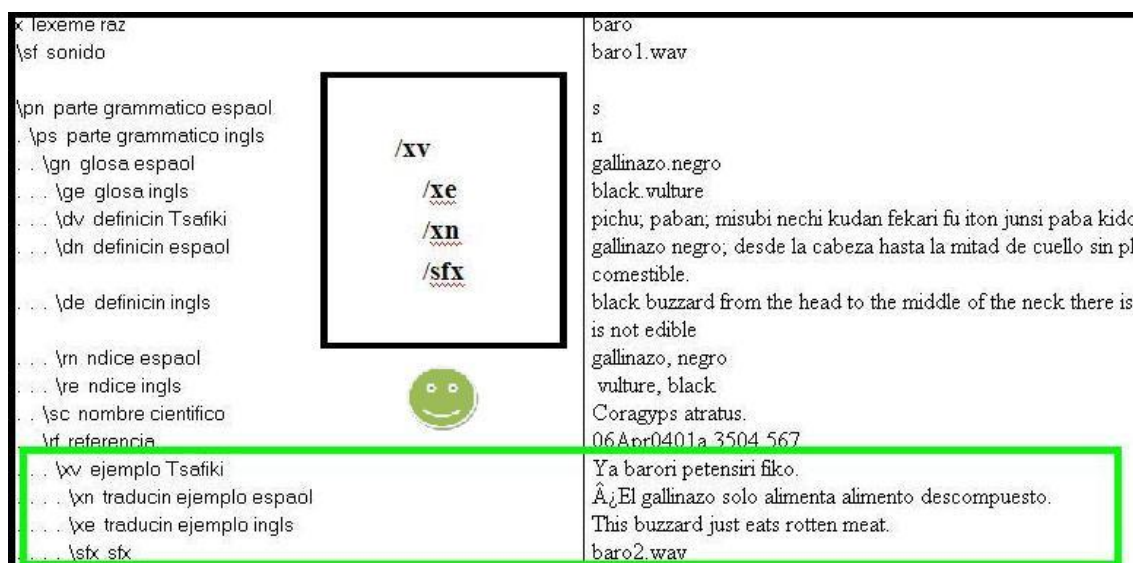 x lexeme raz baro
\sf sonido baro1.wav
\pn parte grammatico espaol s
. \ps parte grammatico ingls n
. . \gn glosa espaol gallinazo.negro
. . . \ge glosa ingls black.vulture
. . . \dv definicin Tsafiki pichu; paban; misubi nechi kudan fekari fu iton junsi paba kido
. . . \dn definicin espaol gallinazo negro; desde la cabeza hasta la mitad de cuello sin pl
comestible.
. . . \de definicin ingls black buzzard from the head to the middle of the neck there is
is not edible
. . . \rn ndice espaol gallinazo, negro
. . . \re ndice ingls vulture, black
. . \sc nombre cientifico Coragyps atratus.
\rf referencia 06Apr0401a 3504 567
. . . \xv ejemplo Tsafiki Ya barori petensiri fiko.
. . . . \xn traducin ejemplo espaol Â¿El gallinazo solo alimenta alimento descompuesto.
. . . . \xe traducin ejemplo ingls This buzzard just eats rotten meat.
. . . . \sfx sfx baro2.wav
/xv
/xe
/xn
/sfx